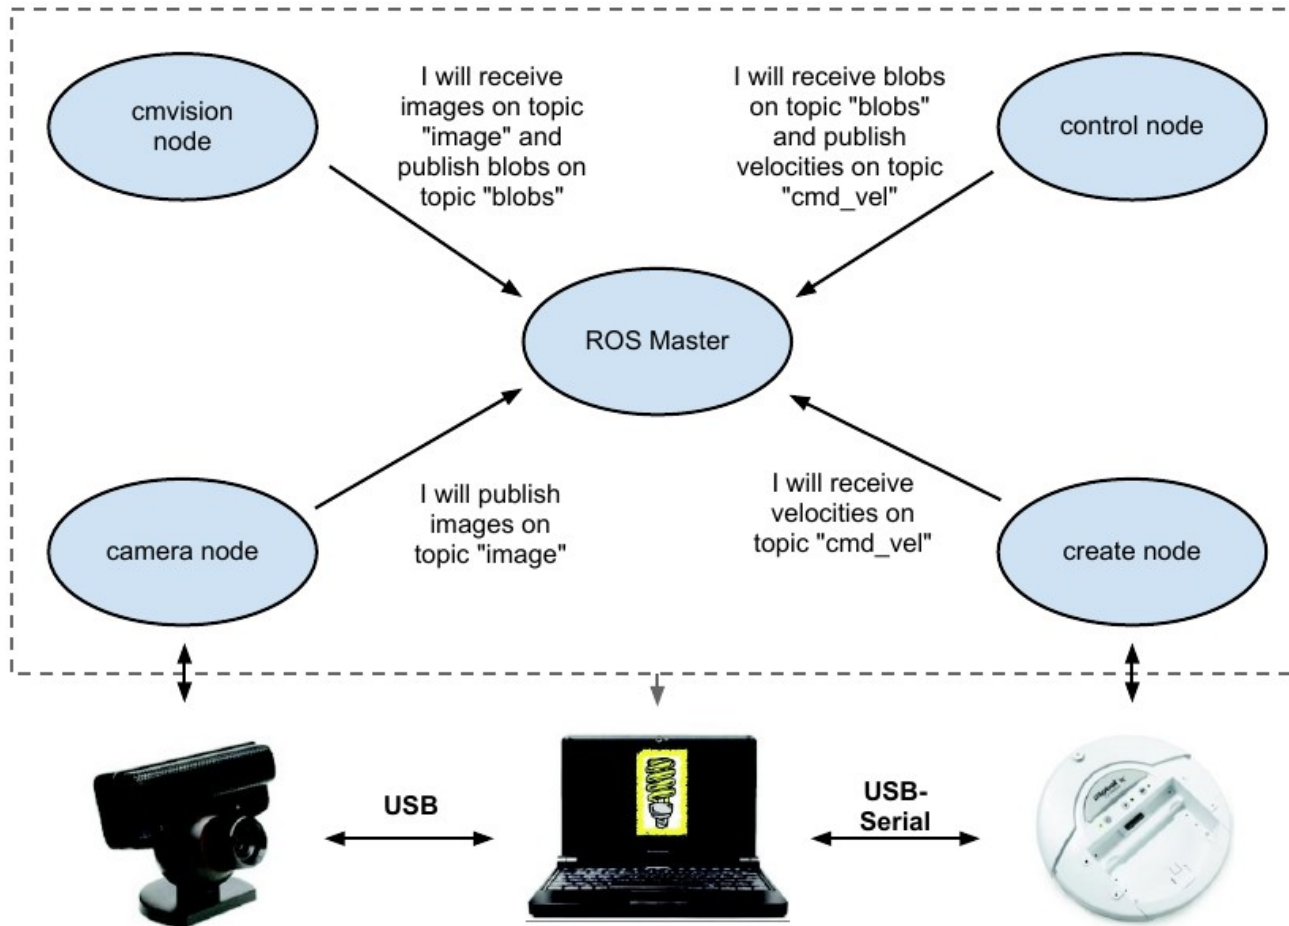 cmvision
node
I will receive
images on topic
"image" and
publish blobs on
topic "blobs"
I will receive blobs
on topic "blobs"
and publish
velocities on topic
"cmd_vel"
control node
ROS Master
camera node
I will publish
images on
topic "image"
I will receive
velocities on
topic "cmd_vel"
create node
USB
USB-
Serial